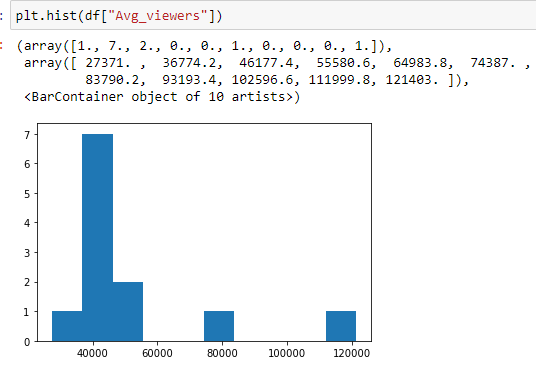 : plt.hist(df["Avg_viewers"])
: (array([1., 7., 2., 0., 0., 1., 0., 0., 0., 1.]),
array([ 27371. , 36774.2, 46177.4, 55580.6, 64983.8, 74387. ,
83790.2, 93193.4, 102596.6, 111999.8, 121403. ]),
<BarContainer object of 10 artists>)
7
6
5
4
3
2
1
0
40000 60000 80000 100000 120000